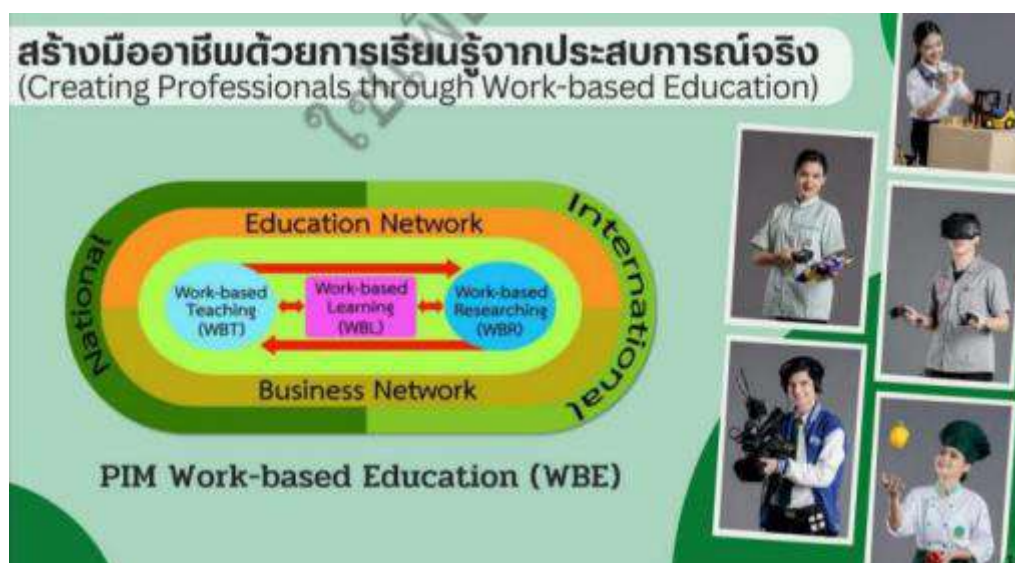 สร้างมืออาชีพด้วยการเรียนรู้จากประสบการณ์จริง
(Creating Professionals through Work-based Education)
National
International
Education Network
Work-based
Teaching
(WBT)
Work-based
Learning
(WBL)
Work-based
Researching
(WBR)
Business Network
PIM Work-based Education (WBE)